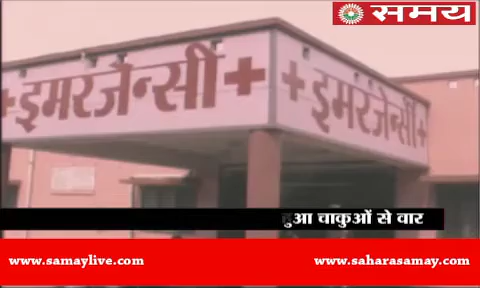 समय
+ इमरजेन्सी + + इमरजेंन्सी +
हुआ चाकुओं से वार
www.samaylive.com www.saharasamay.com